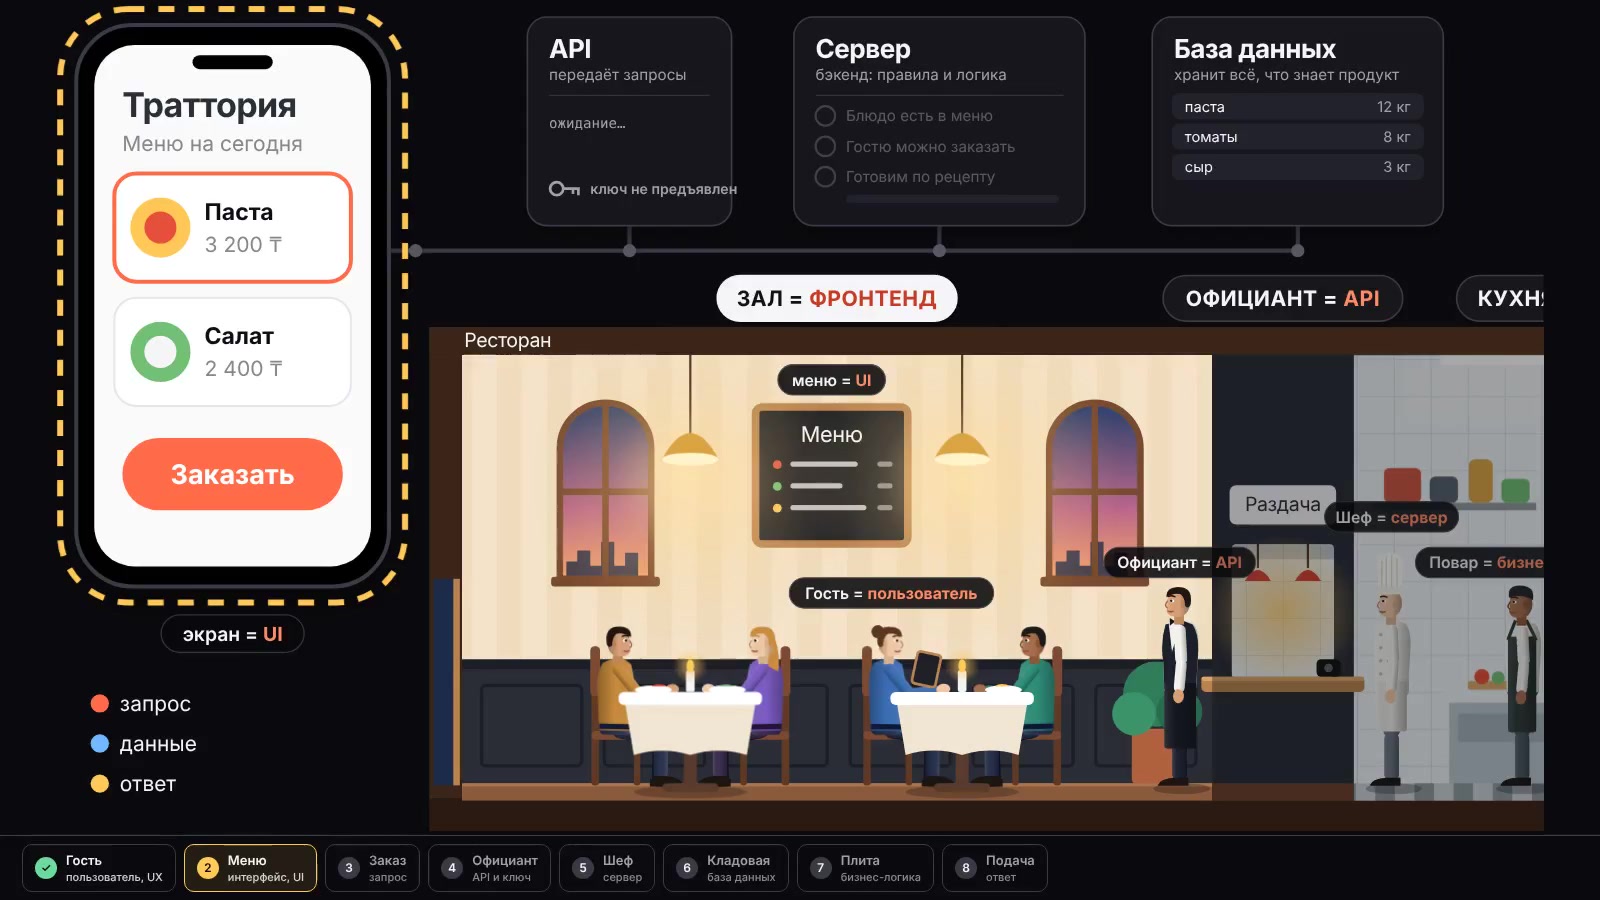 Траттория
Меню на сегодня
Паста
3 200 ₸
Салат
2 400 ₸
Заказать
экран = UI
запрос
данные
ответ
API
передаёт запросы
ожидание…
ключ не предъявлен
Сервер
бэкенд: правила и логика
Блюдо есть в меню
Гостю можно заказать
Готовим по рецепту
База данных
хранит всё, что знает продукт
паста 12 кг
томаты 8 кг
сыр 3 кг
ЗАЛ = ФРОНТЕНД
ОФИЦИАНТ = API
Ресторан
меню = UI
Меню
Раздача
Шеф = сервер
Официант = API
Повар =
Гость = пользователь
Гость
пользователь, UX
2 Меню
интерфейс, UI
3 Заказ
запрос
4 Официант
API и ключ
5 Шеф
сервер
6 Кладовая
база данных
7 Плита
бизнес-логика
8 Подача
ответ